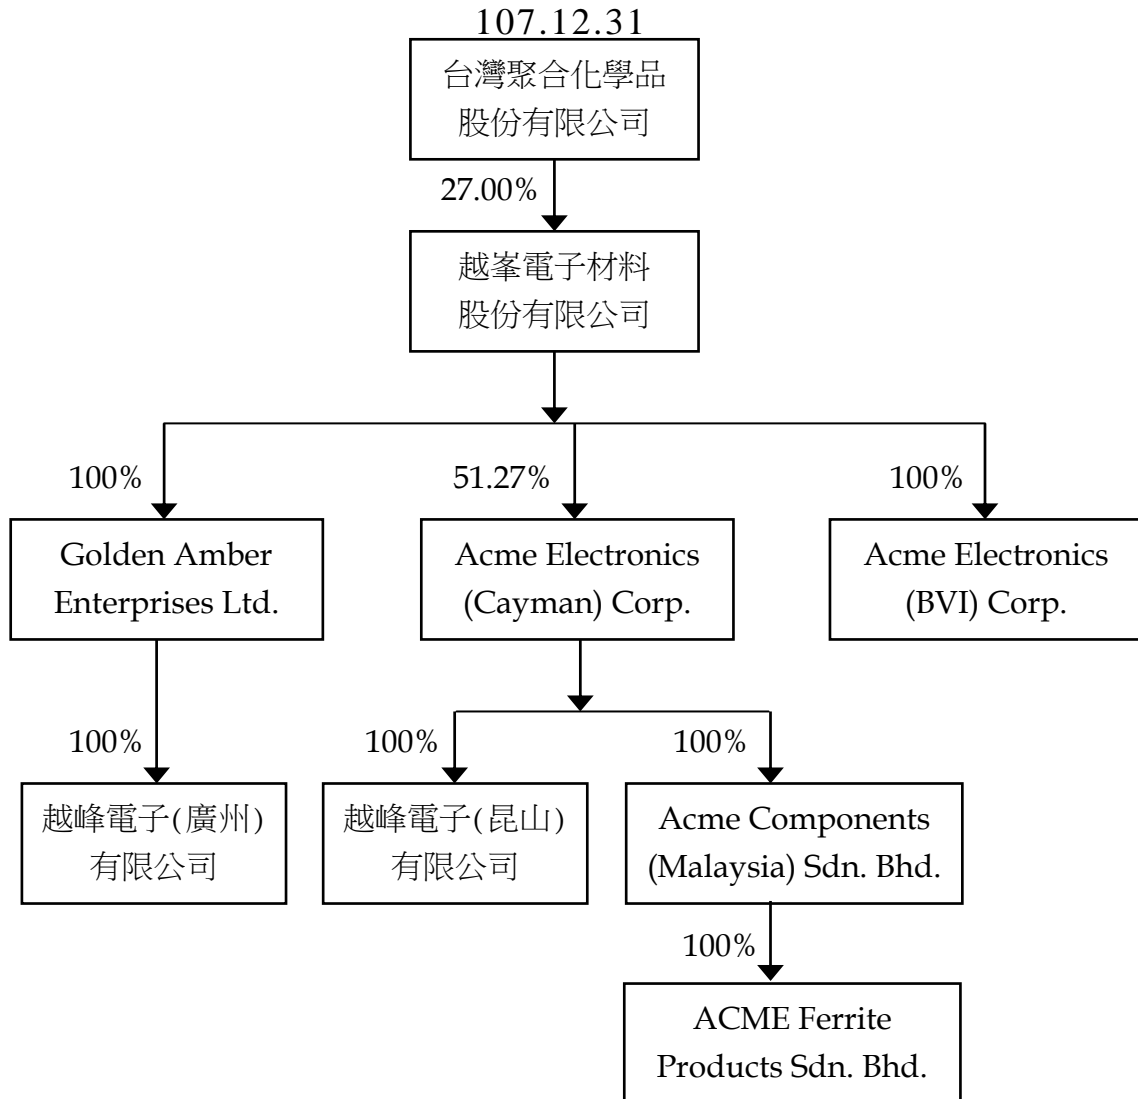 107.12.31
台灣聚合化學品
股份有限公司
27.00%
越峯電子材料
股份有限公司
100%
51.27%
100%
Golden Amber
Enterprises Ltd.
Acme Electronics
(Cayman) Corp.
Acme Electronics
(BVI) Corp.
100%
100%
100%
越峰電子(廣州)
有限公司
越峰電子(昆山)
有限公司
Acme Components
(Malaysia) Sdn. Bhd.
100%
ACME Ferrite
Products Sdn. Bhd.